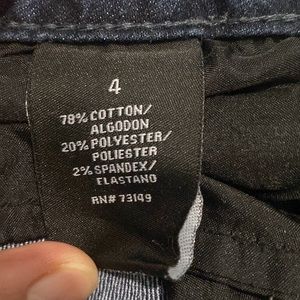 4
78% COTTON/
ALGODON
20% POLYESTER/
POLIESTER
2% SPANDEX/
ELASTANO
RN# 73149